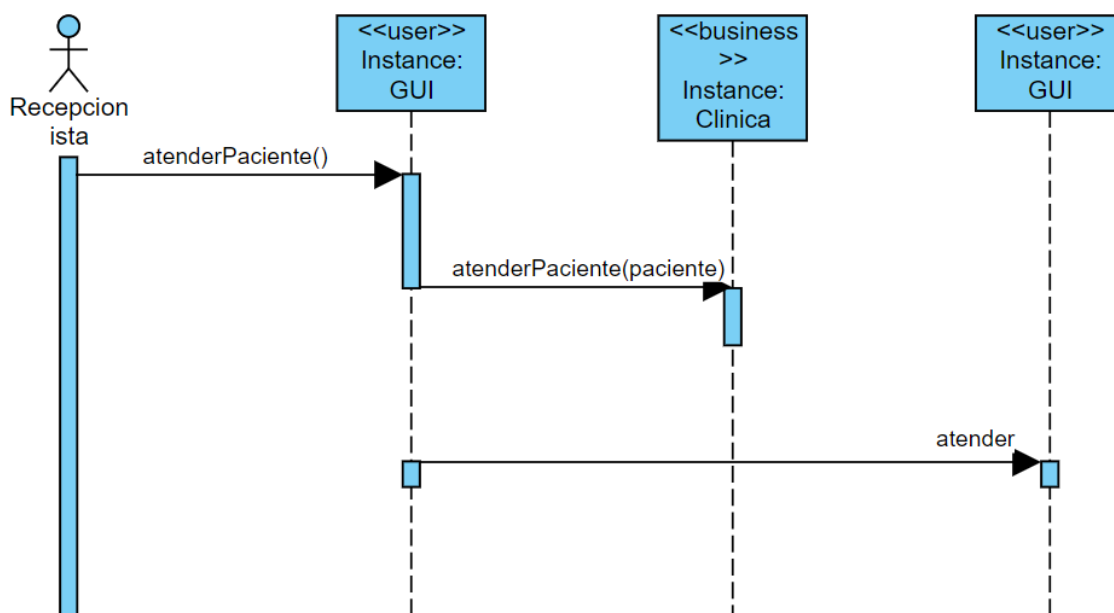 Recepcion
ista
<<user>>
Instance:
GUI
<<business
>>
Instance:
Clinica
<<user>>
Instance:
GUI
atenderPaciente()
atenderPaciente(paciente)
atender